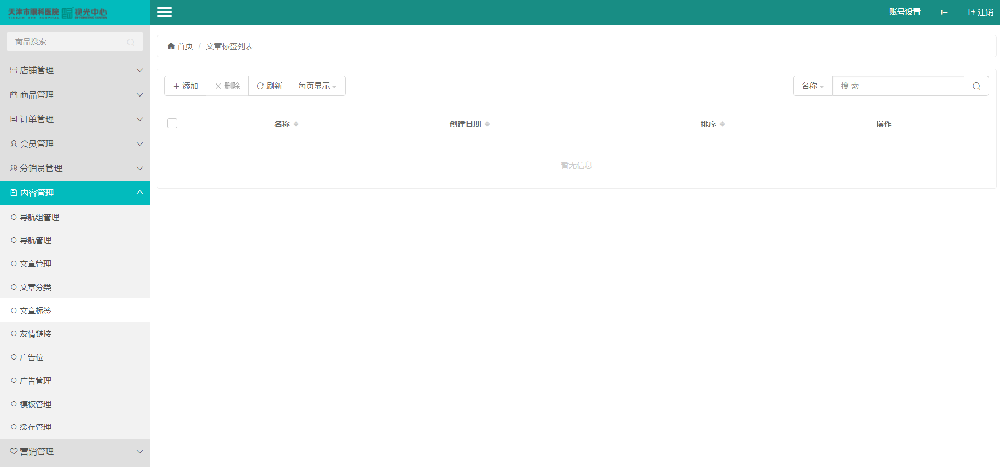 天津市眼科医院 视光中心
TIANJIN EYE HOSPITAL
账号设置
注销
商品搜索
店铺管理
商品管理
订单管理
会员管理
分销员管理
内容管理
导航组管理
导航管理
文章管理
文章分类
文章标签
友情链接
广告位
广告管理
模板管理
缓存管理
营销管理
首页 / 文章标签列表
添加 删除 刷新 每页显示
名称 搜 索
名称 创建日期 排序 操作
暂无信息